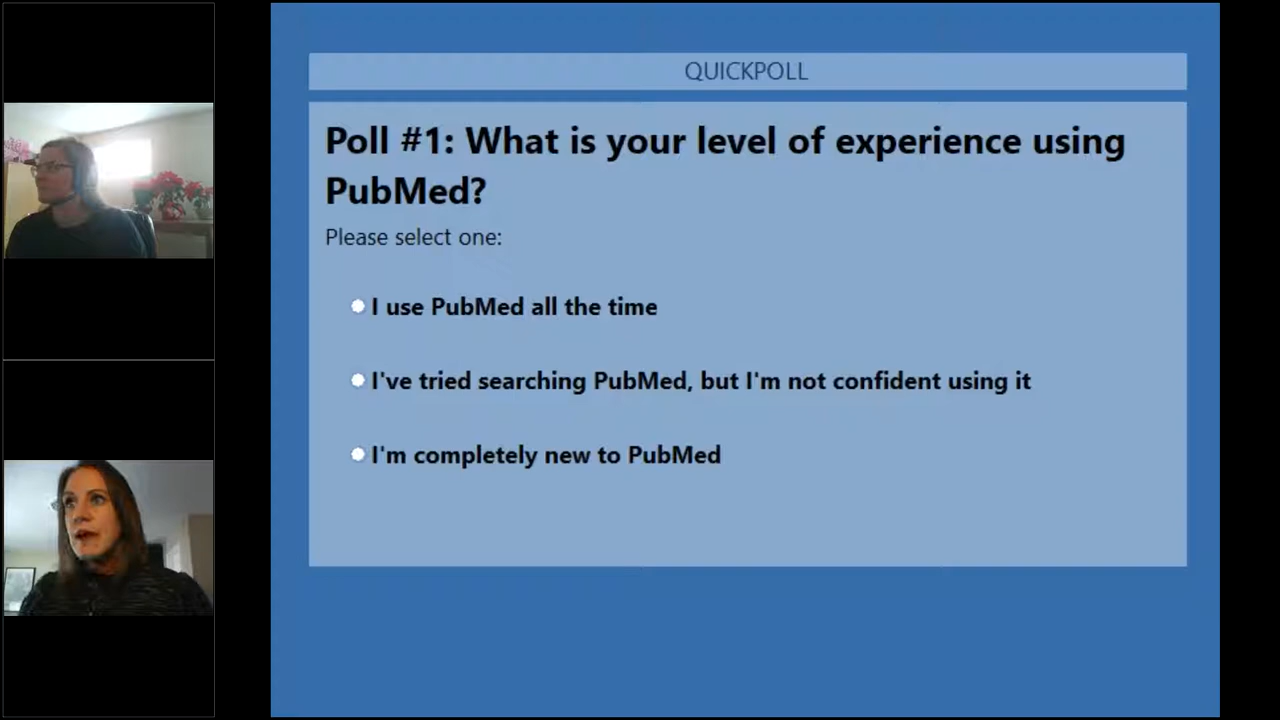 QUICKPOLL
Poll #1: What is your level of experience using
PubMed?
Please select one:
I use PubMed all the time
I've tried searching PubMed, but I'm not confident using it
I'm completely new to PubMed